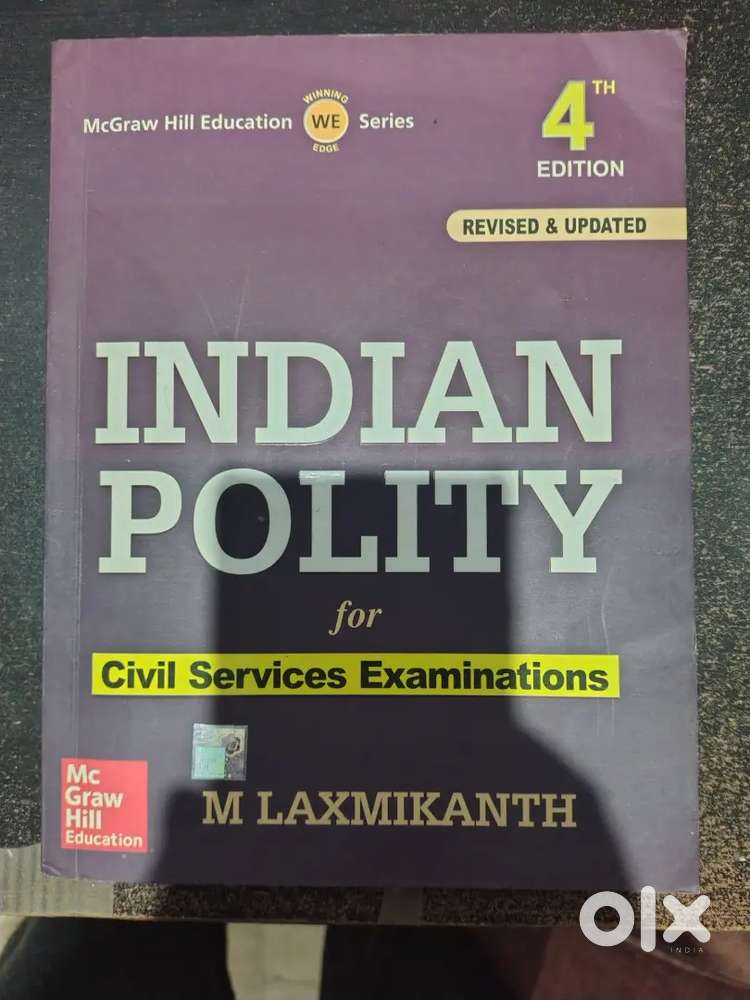 McGraw Hill Education WINNING WE EDGE Series
4TH
EDITION
REVISED & UPDATED
INDIAN
POLITY
for
Civil Services Examinations
Mc
Graw
Hill
Education
M LAXMIKANTH
olx
INDIA